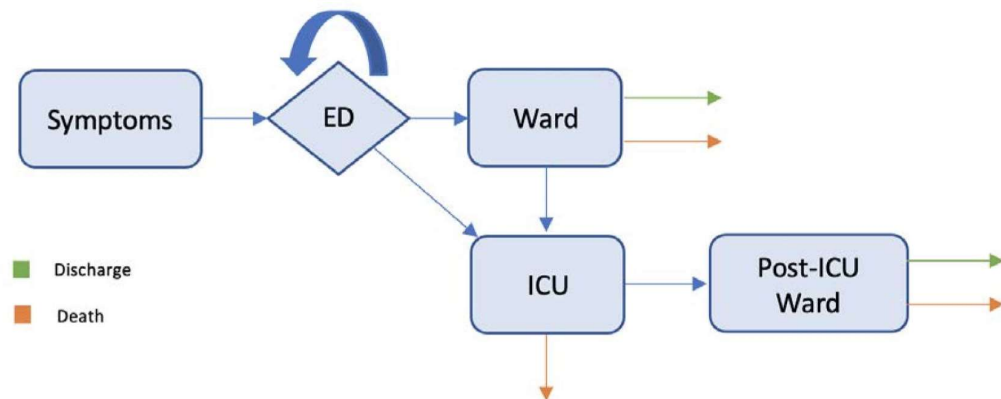 Symptoms
ED
Ward
ICU
Post-ICU
Ward
Discharge
Death